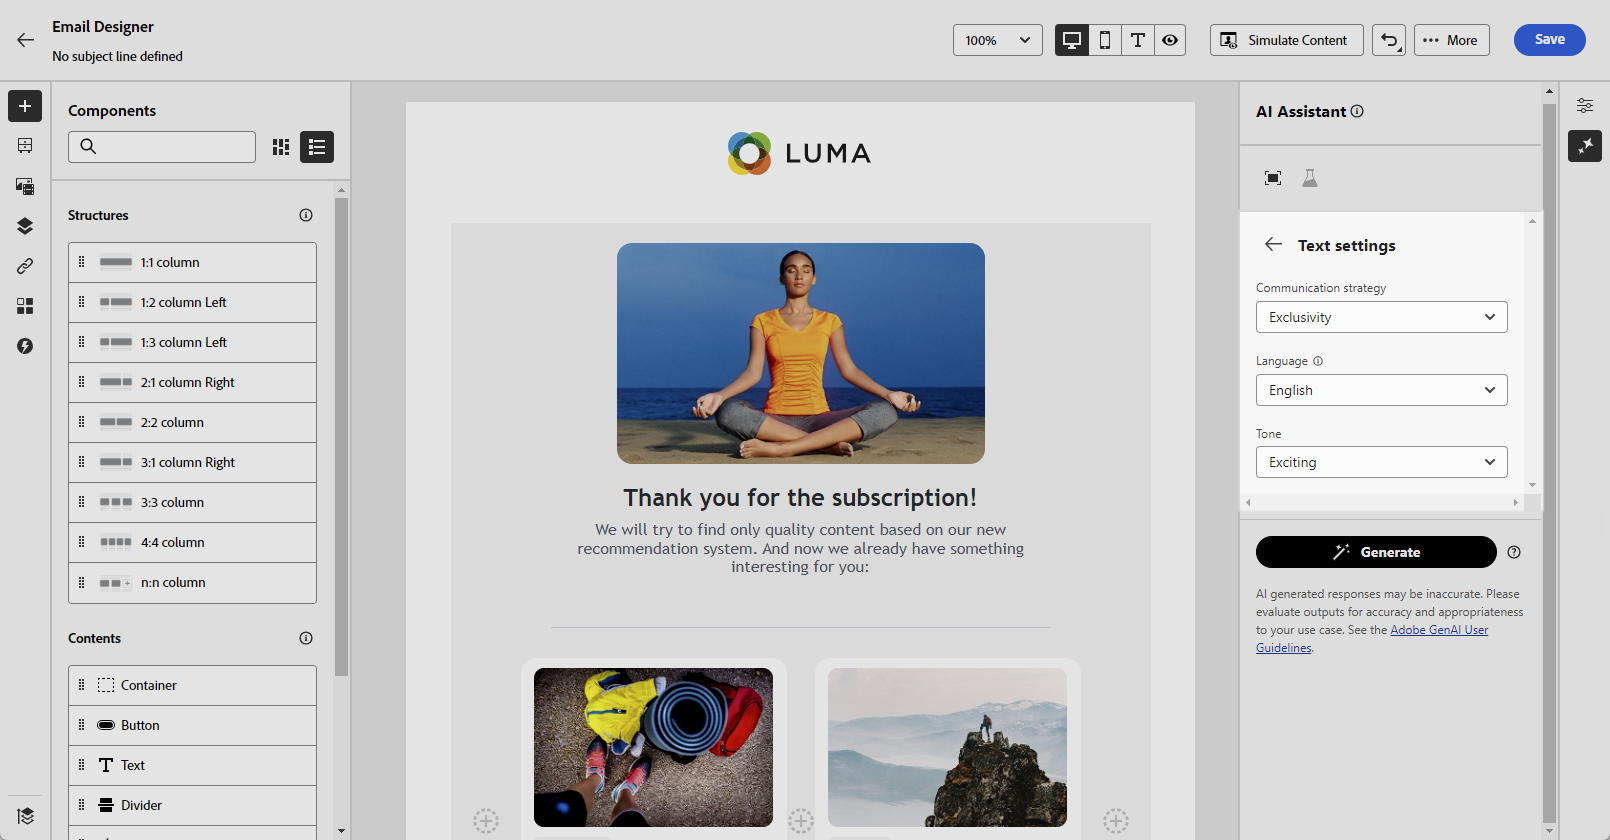 Email Designer
No subject line defined
100%
Simulate Content
More
Save
Components
Structures
1:1 column
1:2 column Left
1:3 column Left
2:1 column Right
2:2 column
3:1 column Right
3:3 column
4:4 column
n:n column
Contents
Container
Button
Text
Divider
LUMA
Thank you for the subscription!
We will try to find only quality content based on our new
recommendation system. And now we already have something
interesting for you:
AI Assistant
Text settings
Communication strategy
Exclusivity
Language
English
Tone
Exciting
Generate
AI generated responses may be inaccurate. Please
evaluate outputs for accuracy and appropriateness
to your use case. See the Adobe GenAI User
Guidelines.